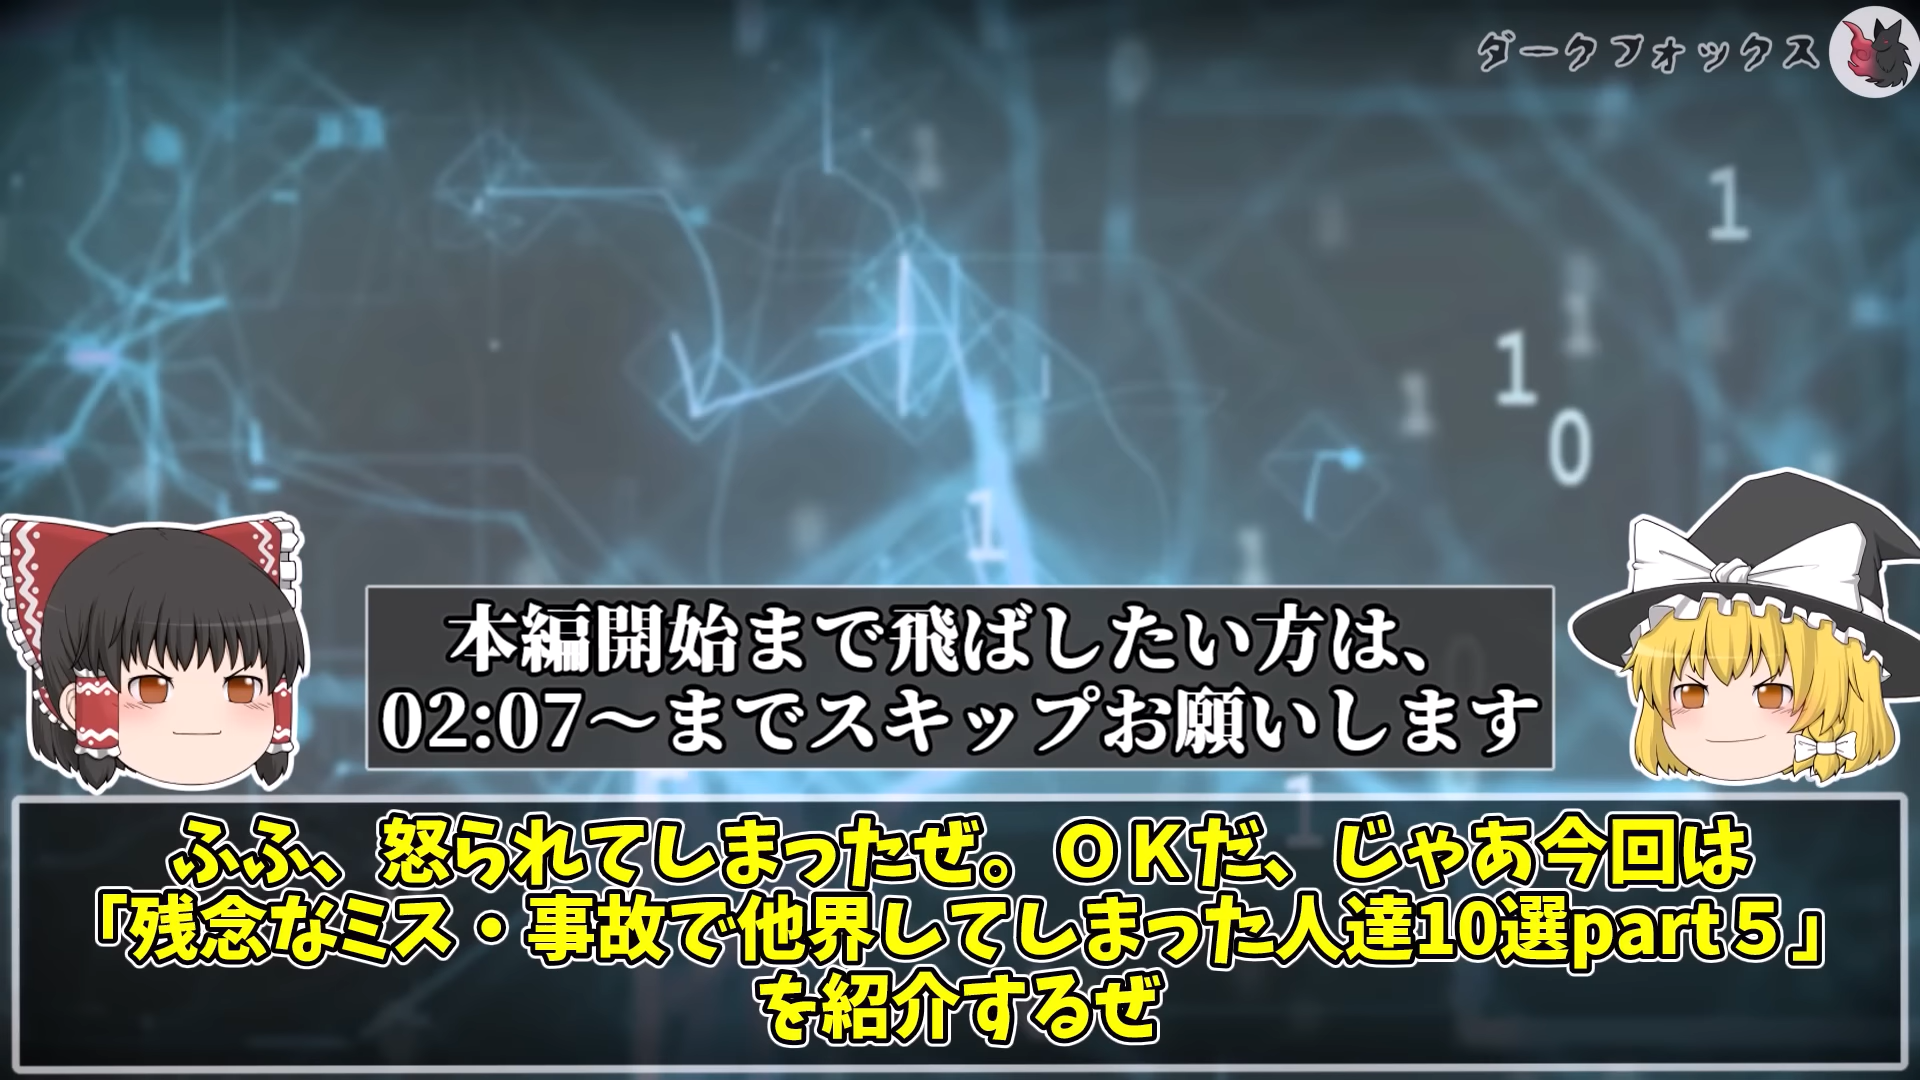 ダークフォックス
本編開始まで飛ばしたい方は、
02:07～までスキップお願いします
ふふ、怒られてしまったぜ。ＯＫだ、じゃあ今回は
「残念なミス・事故で他界してしまった人達10選part５」
を紹介するぜ